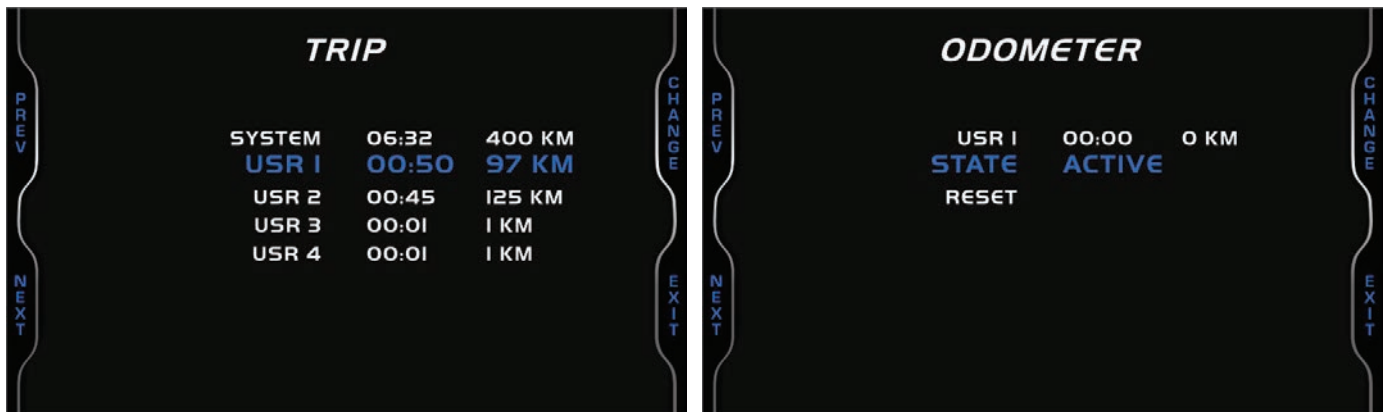 TRIP
PREV
NEXT
SYSTEM 06:32 400 KM
USR 1 00:50 97 KM
USR 2 00:45 125 KM
USR 3 00:01 1 KM
USR 4 00:01 1 KM
CHANGE
EXIT
ODOMETER
PREV
NEXT
USR 1 00:00 0 KM
STATE ACTIVE
RESET
CHANGE
EXIT